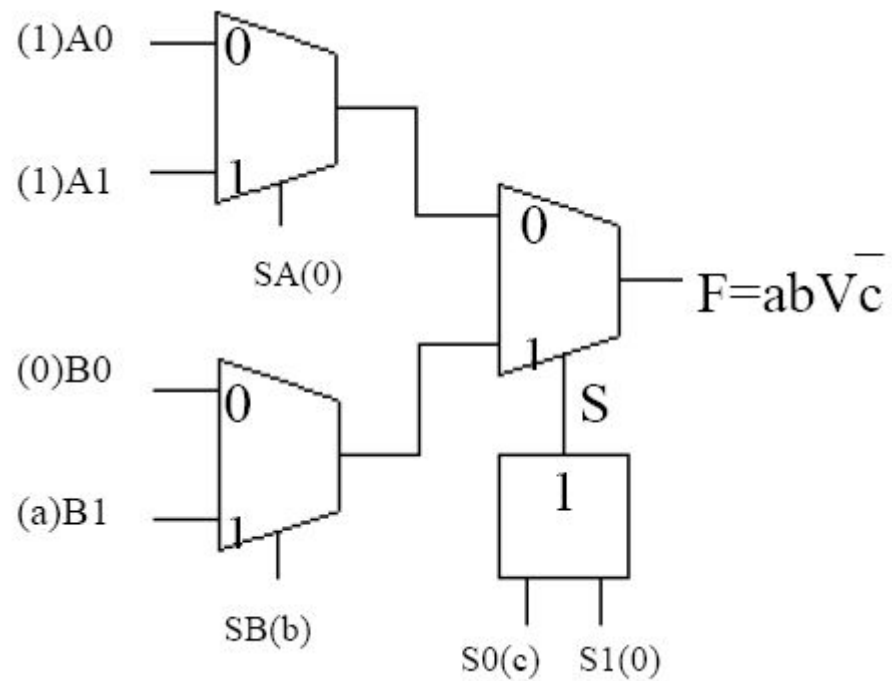 (1)A0
0
(1)A1
1
SA(0)
0
F=abVc̅
1
(0)B0
0
S
(a)B1
1
1
SB(b)
S0(c)
S1(0)